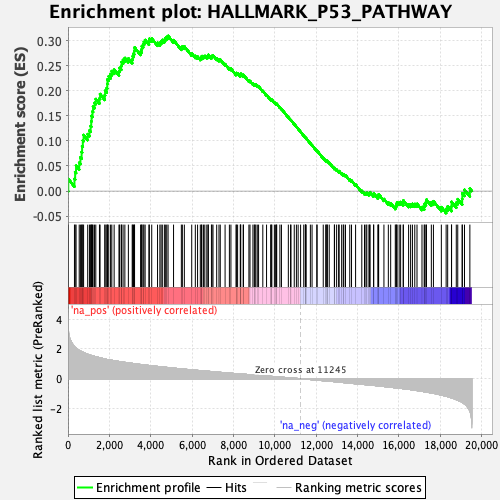 Enrichment plot: HALLMARK_P53_PATHWAY
Enrichment score (ES)
0.30
0.25
0.20
0.15
0.10
0.05
0.00
-0.05
'na_pos' (positively correlated)
Ranked list metric (PreRanked)
4
2
0
-2
Zero cross at 11245
'na_neg' (negatively correlated)
0
2,000
4,000
6,000
8,000
10,000
12,000
14,000
16,000
18,000
20,000
Rank in Ordered Dataset
Enrichment profile
Hits
Ranking metric scores